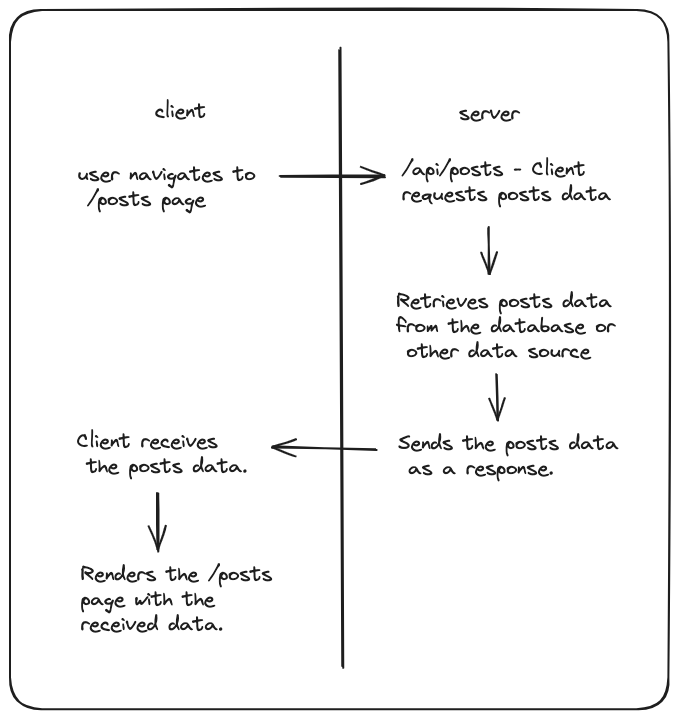 client
server
user navigates to
/posts page
/api/posts - Client
requests posts data
Retrieves posts data
from the database or
other data source
Sends the posts data
as a response.
Client receives
the posts data.
Renders the /posts
page with the
received data.